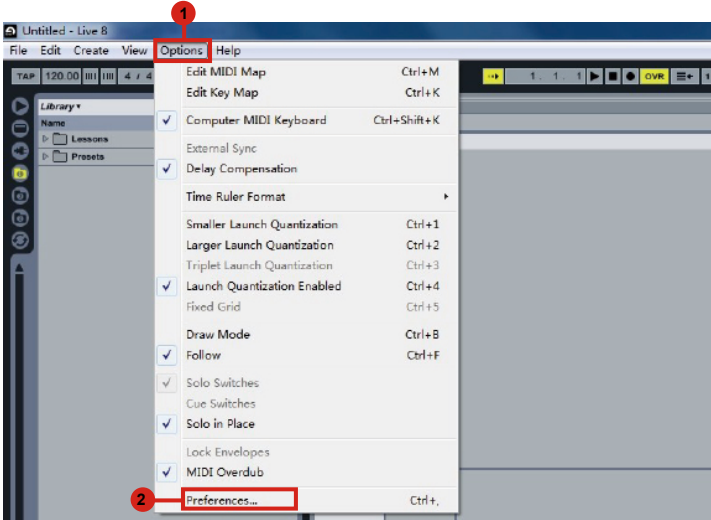 1
Untitled - Live 8
File Edit Create View Options Help
TAP 120.00 4 / 4 1. 1. 1 OVR 1
Library
Name
Lessons
Presets
Edit MIDI Map Ctrl+M
Edit Key Map Ctrl+K
Computer MIDI Keyboard Ctrl+Shift+K
External Sync
Delay Compensation
Time Ruler Format
Smaller Launch Quantization Ctrl+1
Larger Launch Quantization Ctrl+2
Triplet Launch Quantization Ctrl+3
Launch Quantization Enabled Ctrl+4
Fixed Grid Ctrl+5
Draw Mode Ctrl+B
Follow Ctrl+F
Solo Switches
Cue Switches
Solo in Place
Lock Envelopes
MIDI Overdub
2 Preferences... Ctrl+,